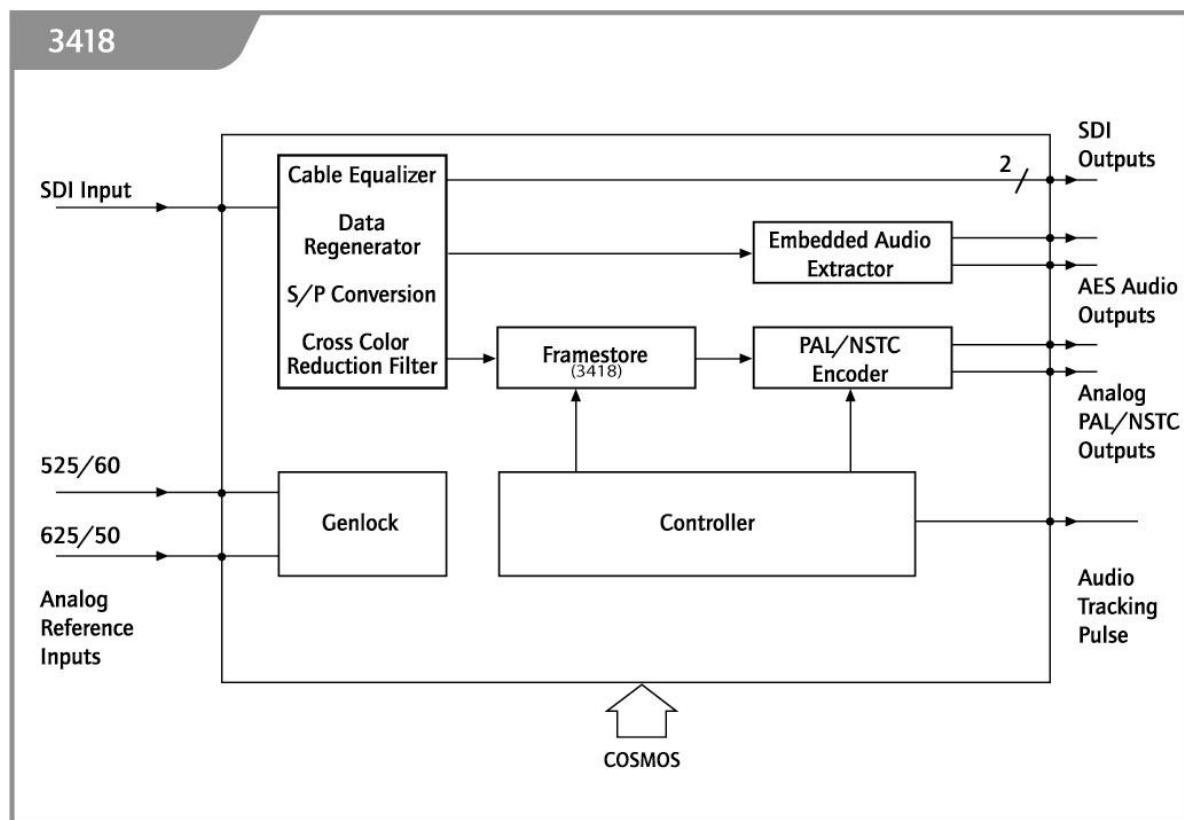 3418
SDI Input
Cable Equalizer
Data
Regenerator
S/P Conversion
Cross Color
Reduction Filter
2
SDI
Outputs
Embedded Audio
Extractor
AES Audio
Outputs
Framestore
(3418)
PAL/NSTC
Encoder
Analog
PAL/NSTC
Outputs
525/60
625/50
Analog
Reference
Inputs
Genlock
Controller
Audio
Tracking
Pulse
COSMOS